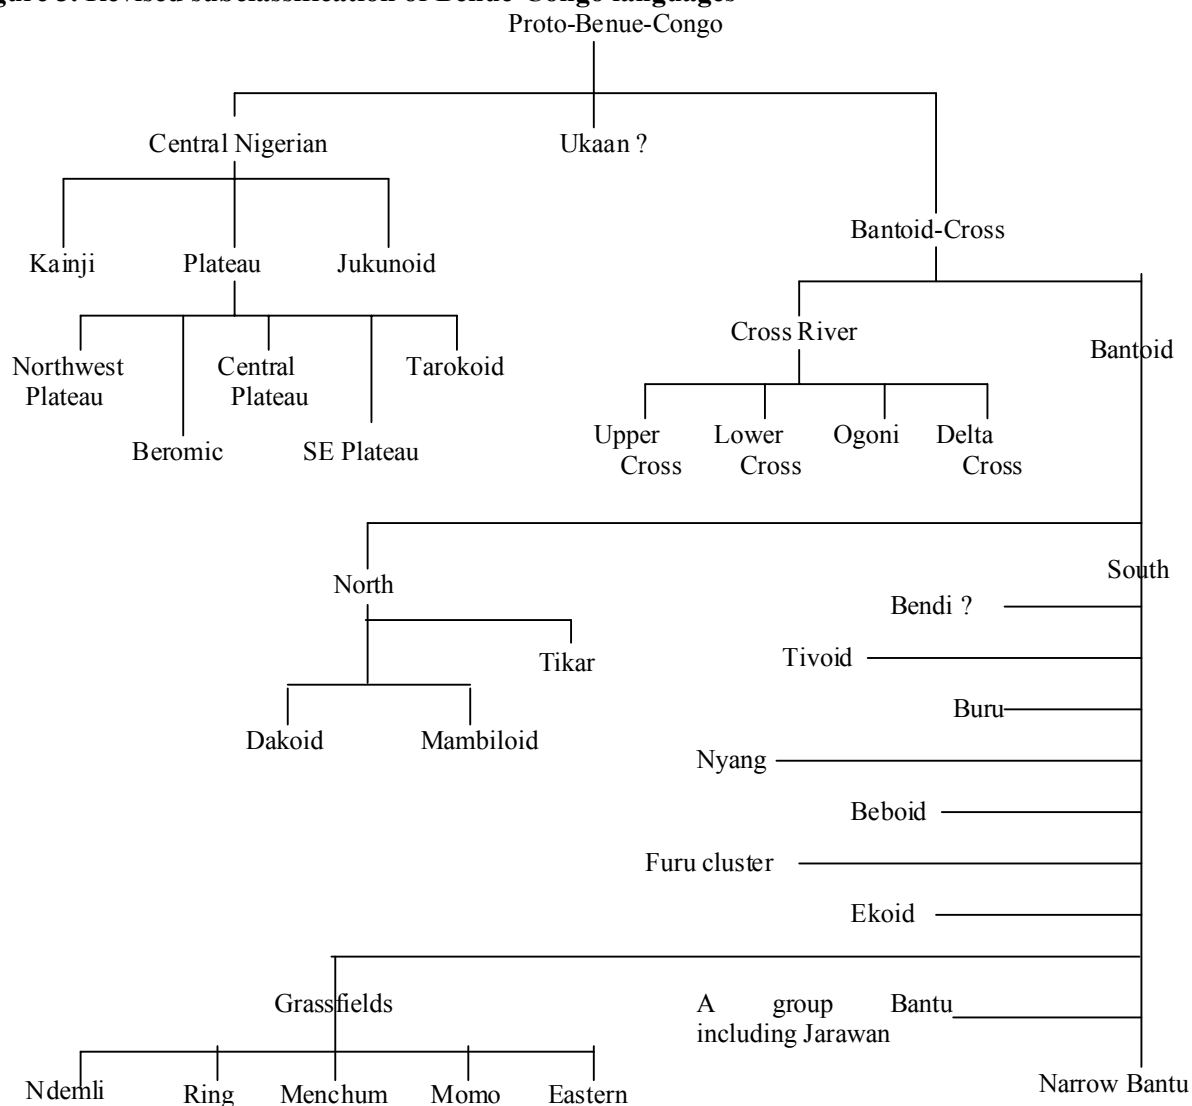 gure 3. Revised subclassification of Benue-Congo languages
Proto-Benue-Congo
Central Nigerian
Ukaan ?
Bantoid-Cross
Kainji
Plateau
Jukunoid
Cross River
Bantoid
Northwest
Plateau
Central
Plateau
Tarokoid
Beromic
SE Plateau
Upper
Cross
Lower
Cross
Ogoni
Delta
Cross
North
South
Bendi ?
Tikar
Tivoid
Buru
Dakoid
Mambiloid
Nyang
Beboid
Furu cluster
Ekoid
Grassfields
A group Bantu
including Jarawan
Ndemli
Ring
Menchum
Momo
Eastern
Narrow Bantu